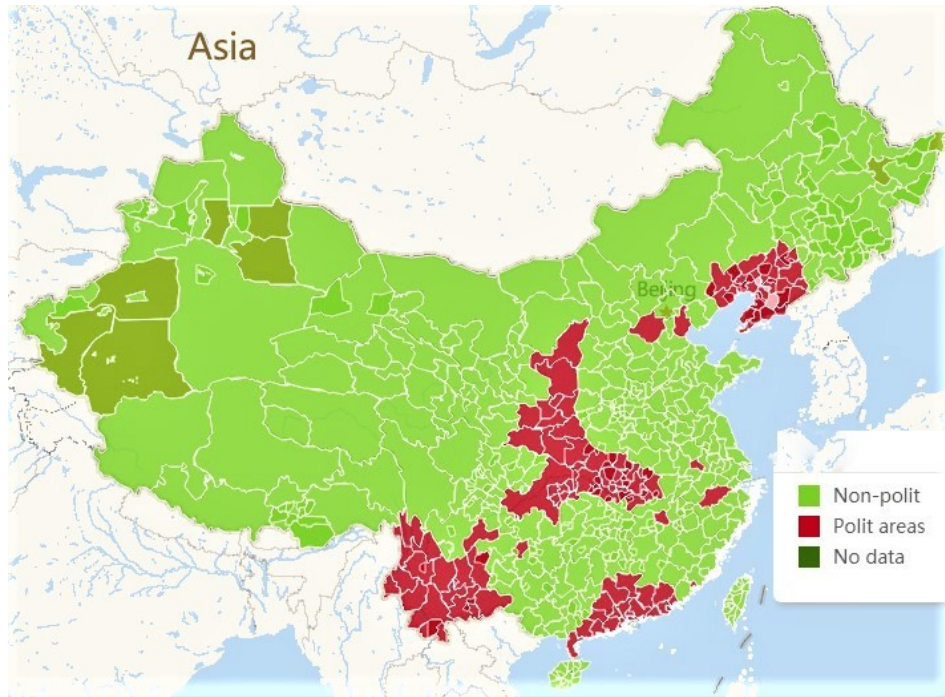 Asia
Beijing
Non-polit
Polit areas
No data